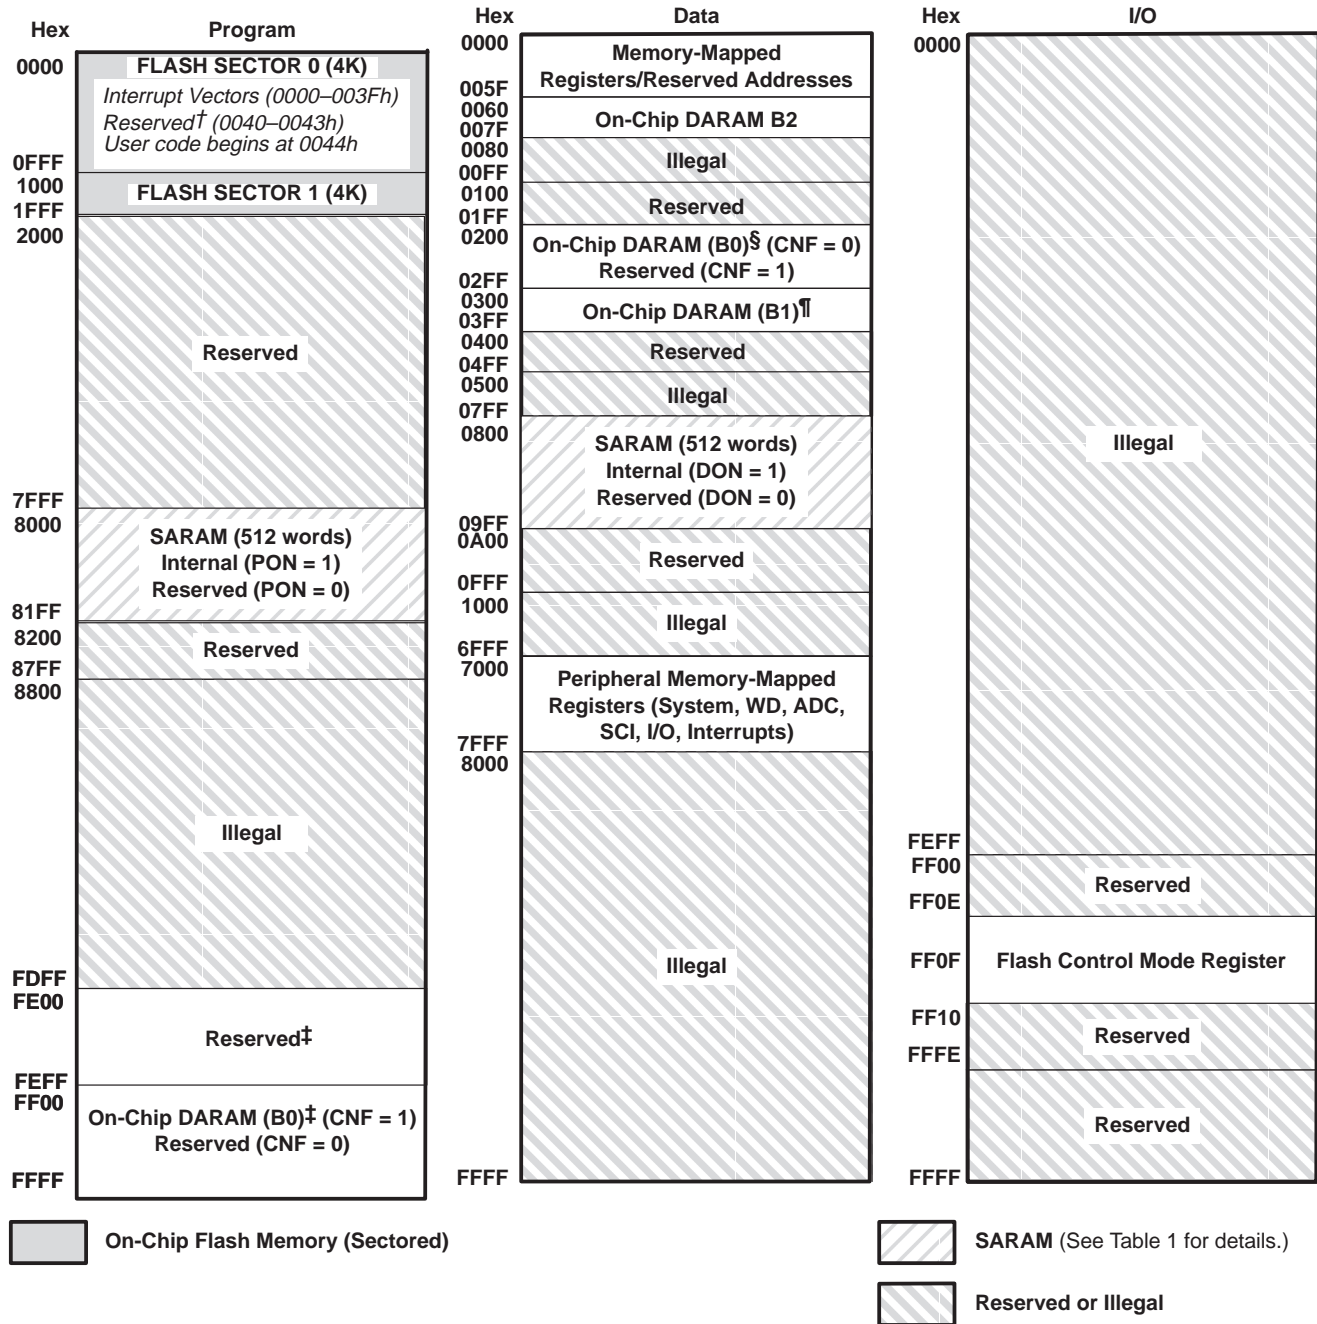 Hex Program
0000
FLASH SECTOR 0 (4K)
Interrupt Vectors (0000–003Fh)
Reserved† (0040–0043h)
User code begins at 0044h
0FFF
1000
FLASH SECTOR 1 (4K)
1FFF
2000
Reserved
7FFF
8000
SARAM (512 words)
Internal (PON = 1)
Reserved (PON = 0)
81FF
8200
Reserved
87FF
8800
Illegal
FDFF
FE00
Reserved‡
FEFF
FF00
On-Chip DARAM (B0)‡ (CNF = 1)
Reserved (CNF = 0)
FFFF
Hex Data
0000
Memory-Mapped
Registers/Reserved Addresses
005F
0060
On-Chip DARAM B2
007F
0080
Illegal
00FF
0100
Reserved
01FF
0200
On-Chip DARAM (B0)§ (CNF = 0)
Reserved (CNF = 1)
02FF
0300
On-Chip DARAM (B1)¶
03FF
0400
Reserved
04FF
0500
Illegal
07FF
0800
SARAM (512 words)
Internal (DON = 1)
Reserved (DON = 0)
09FF
0A00
Reserved
0FFF
1000
Illegal
6FFF
7000
Peripheral Memory-Mapped
Registers (System, WD, ADC,
SCI, I/O, Interrupts)
7FFF
8000
Illegal
FFFF
Hex I/O
0000
Illegal
FEFF
FF00
Reserved
FF0E
FF0F Flash Control Mode Register
FF10
Reserved
FFFE
Reserved
FFFF
On-Chip Flash Memory (Sectored)
SARAM (See Table 1 for details.)
Reserved or Illegal